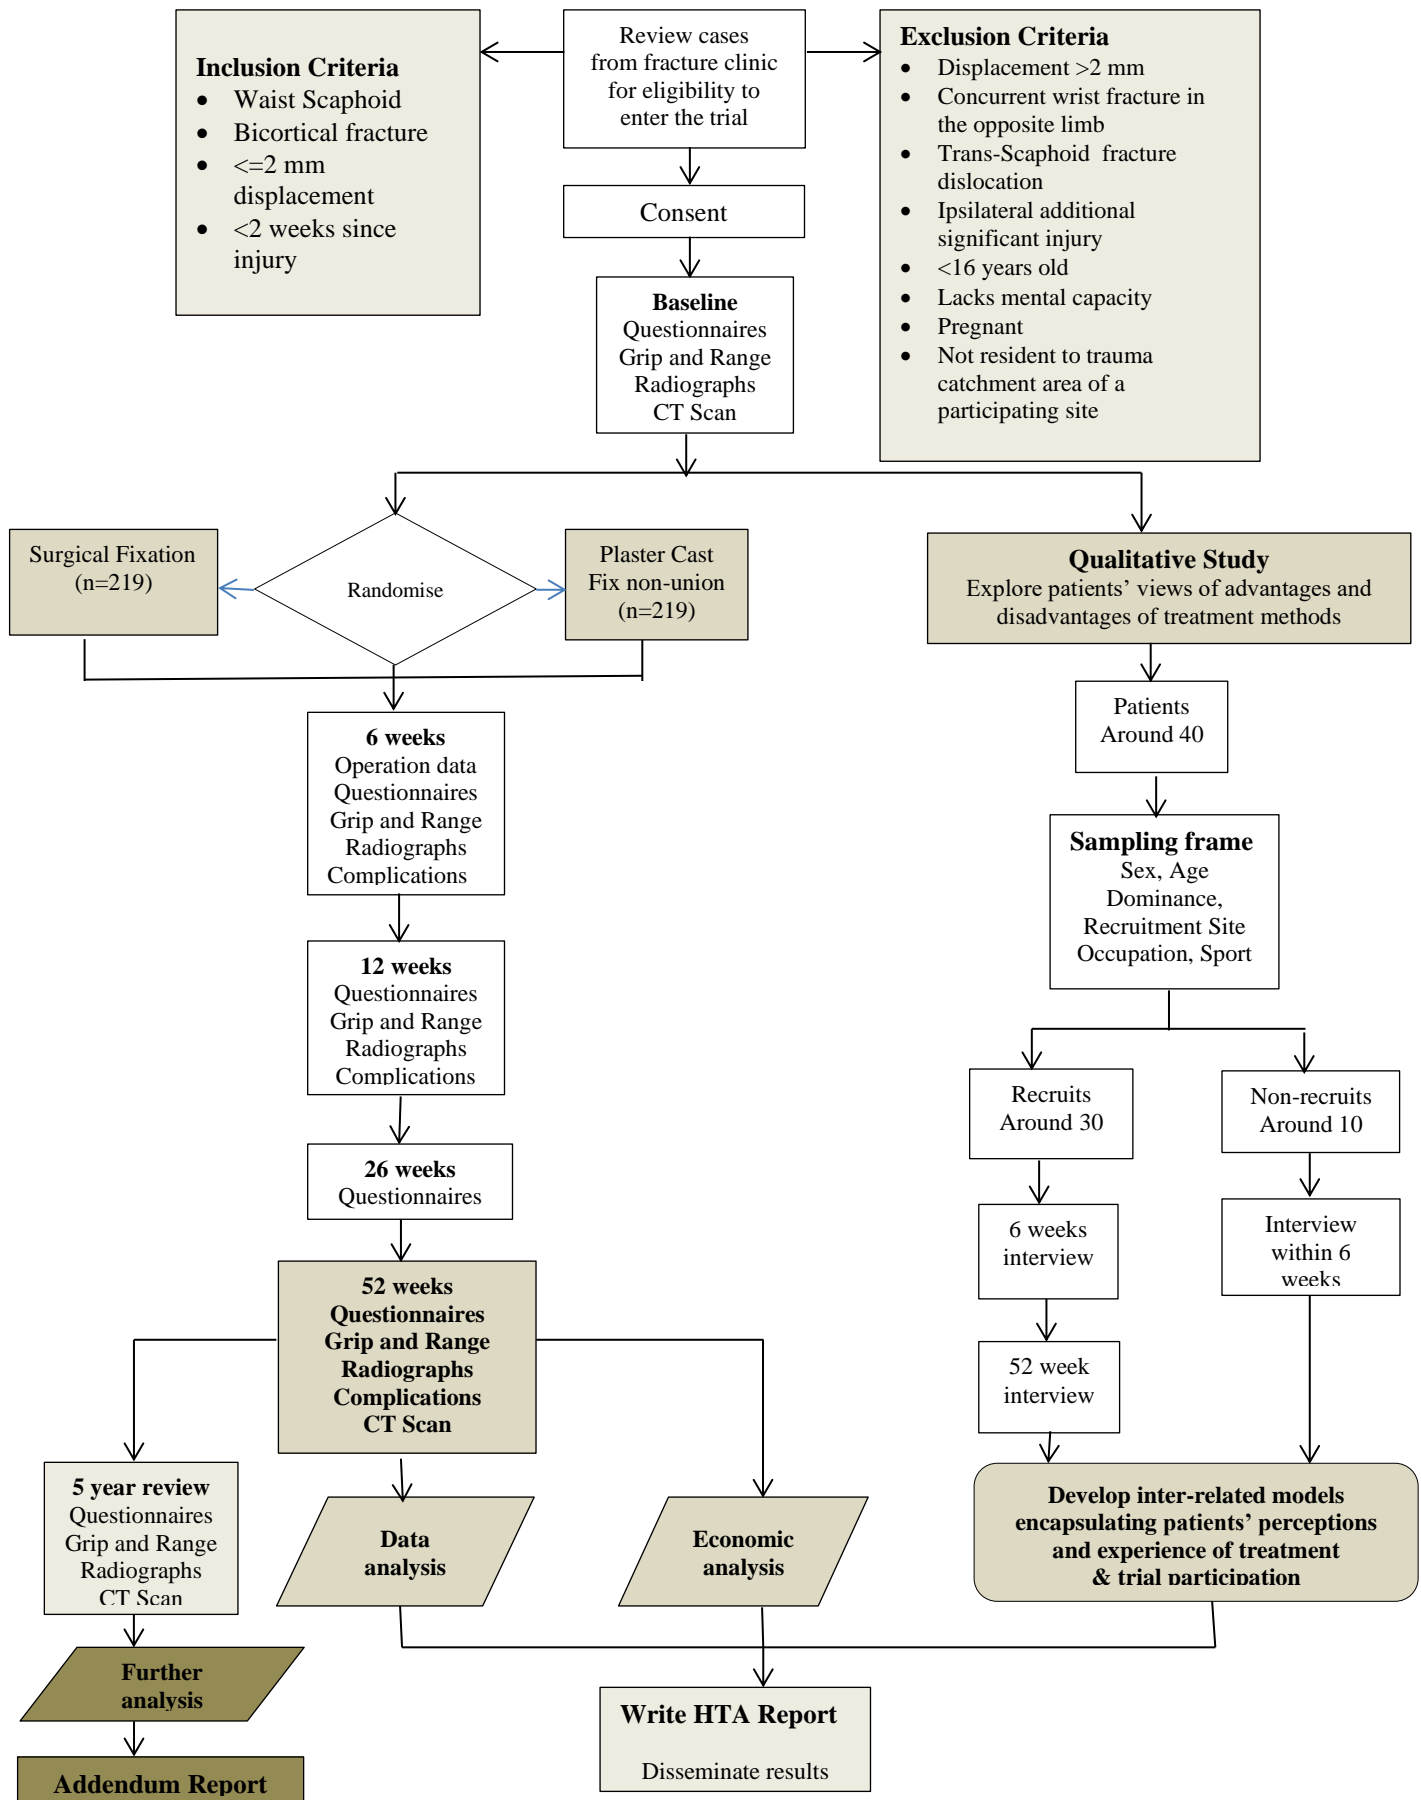 Review cases
from fracture clinic
for eligibility to
enter the trial
Inclusion Criteria
• Waist Scaphoid
• Bicortical fracture
• <=2 mm
displacement
• <2 weeks since
injury
Exclusion Criteria
• Displacement >2 mm
• Concurrent wrist fracture in
the opposite limb
• Trans-Scaphoid fracture
dislocation
• Ipsilateral additional
significant injury
• <16 years old
• Lacks mental capacity
• Pregnant
• Not resident to trauma
catchment area of a
participating site
Consent
Baseline
Questionnaires
Grip and Range
Radiographs
CT Scan
Surgical Fixation
(n=219)
Randomise
Plaster Cast
Fix non-union
(n=219)
Qualitative Study
Explore patients’ views of advantages and
disadvantages of treatment methods
Patients
Around 40
Sampling frame
Sex, Age
Dominance,
Recruitment Site
Occupation, Sport
Recruits
Around 30
Non-recruits
Around 10
6 weeks
interview
Interview
within 6
weeks
52 week
interview
Develop inter-related models
encapsulating patients’ perceptions
and experience of treatment
& trial participation
6 weeks
Operation data
Questionnaires
Grip and Range
Radiographs
Complications
12 weeks
Questionnaires
Grip and Range
Radiographs
Complications
26 weeks
Questionnaires
52 weeks
Questionnaires
Grip and Range
Radiographs
Complications
CT Scan
5 year review
Questionnaires
Grip and Range
Radiographs
CT Scan
Data
analysis
Economic
analysis
Further
analysis
Addendum Report
Write HTA Report
Disseminate results